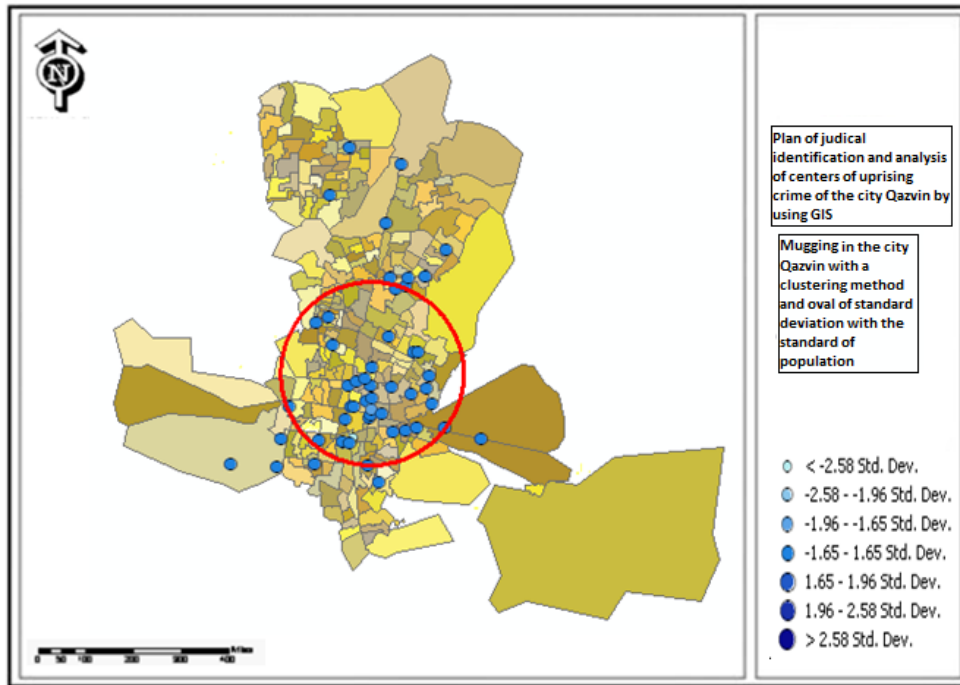 N
Plan of judical
identification and analysis
of centers of uprising
crime of the city Qazvin by
using GIS
Mugging in the city
Qazvin with a
clustering method
and oval of standard
deviation with the
standard of
population
< -2.58 Std. Dev.
-2.58 - -1.96 Std. Dev.
-1.96 - -1.65 Std. Dev.
-1.65 - 1.65 Std. Dev.
1.65 - 1.96 Std. Dev.
1.96 - 2.58 Std. Dev.
> 2.58 Std. Dev.
0 50 100 200 300 400